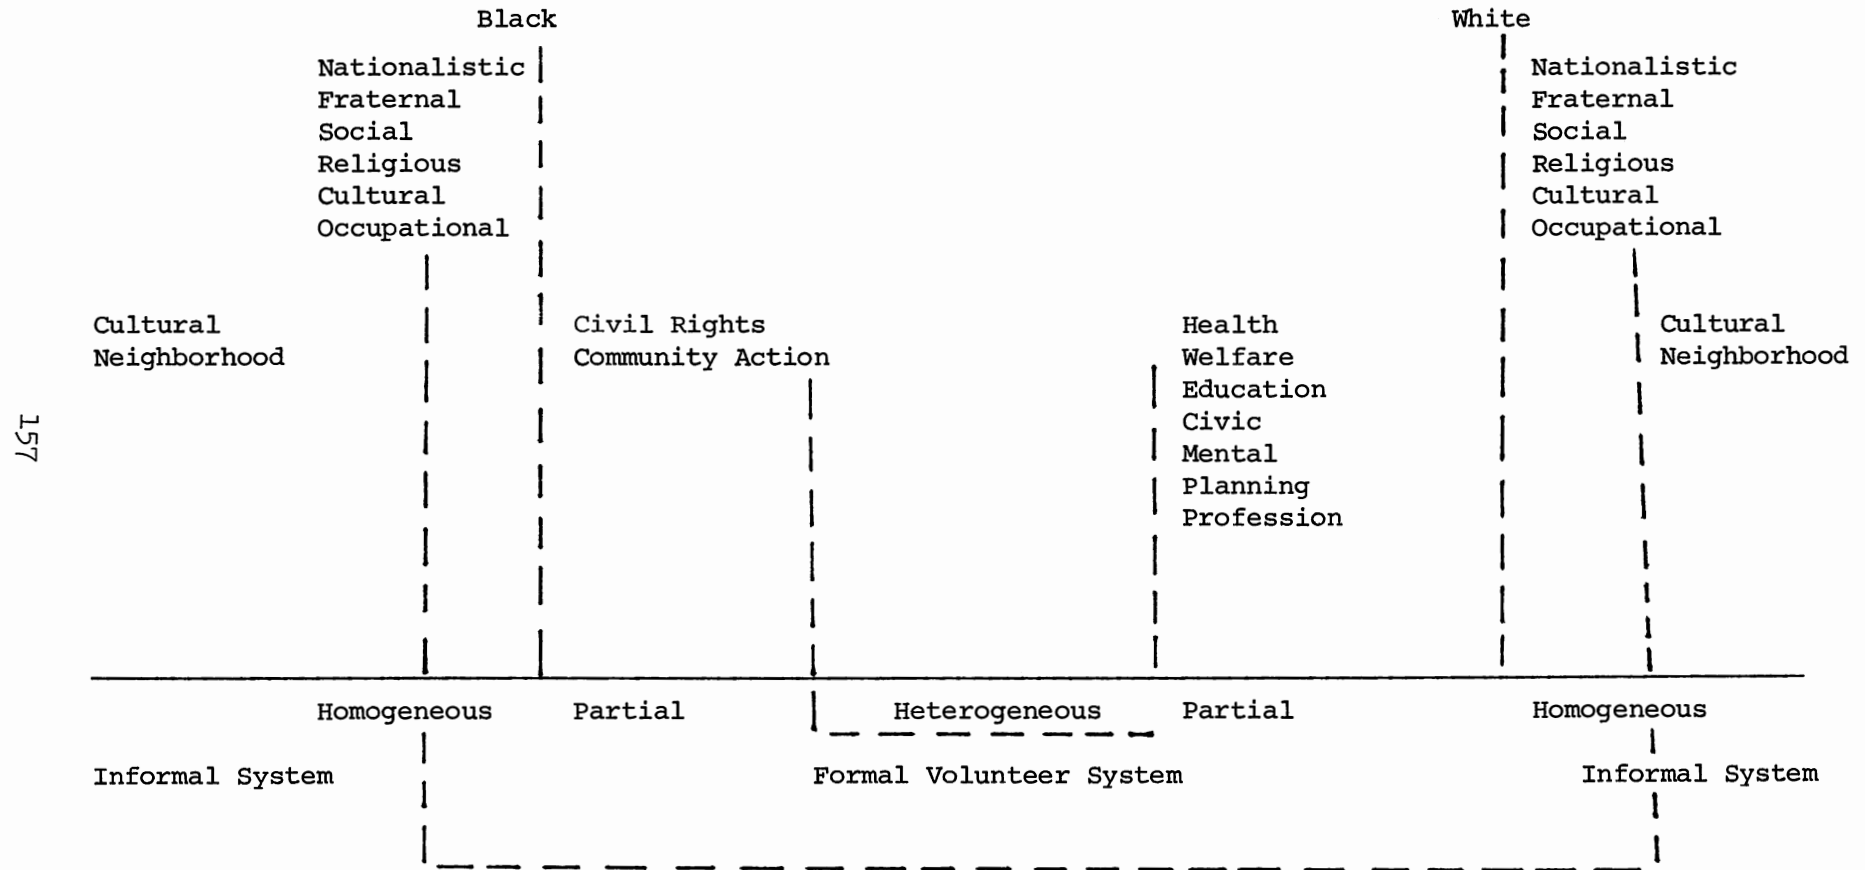 Black
White
Nationalistic
Fraternal
Social
Religious
Cultural
Occupational
Nationalistic
Fraternal
Social
Religious
Cultural
Occupational
Cultural
Neighborhood
Civil Rights
Community Action
Health
Welfare
Education
Civic
Mental
Planning
Profession
Cultural
Neighborhood
157
Homogeneous
Partial
Heterogeneous
Partial
Homogeneous
Informal System
Formal Volunteer System
Informal System